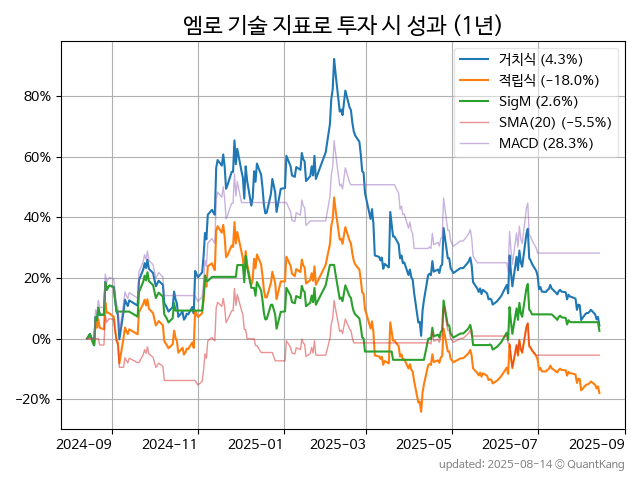 엠로 기술 지표로 투자 시 성과 (1년)
거치식 (4.3%)
적립식 (−18.0%)
SigM (2.6%)
SMA(20) (−5.5%)
MACD (28.3%)
80%
60%
40%
20%
0%
−20%
2024-09 2024-11 2025-01 2025-03 2025-05 2025-07 2025-09
updated: 2025-08-14 © QuantKang